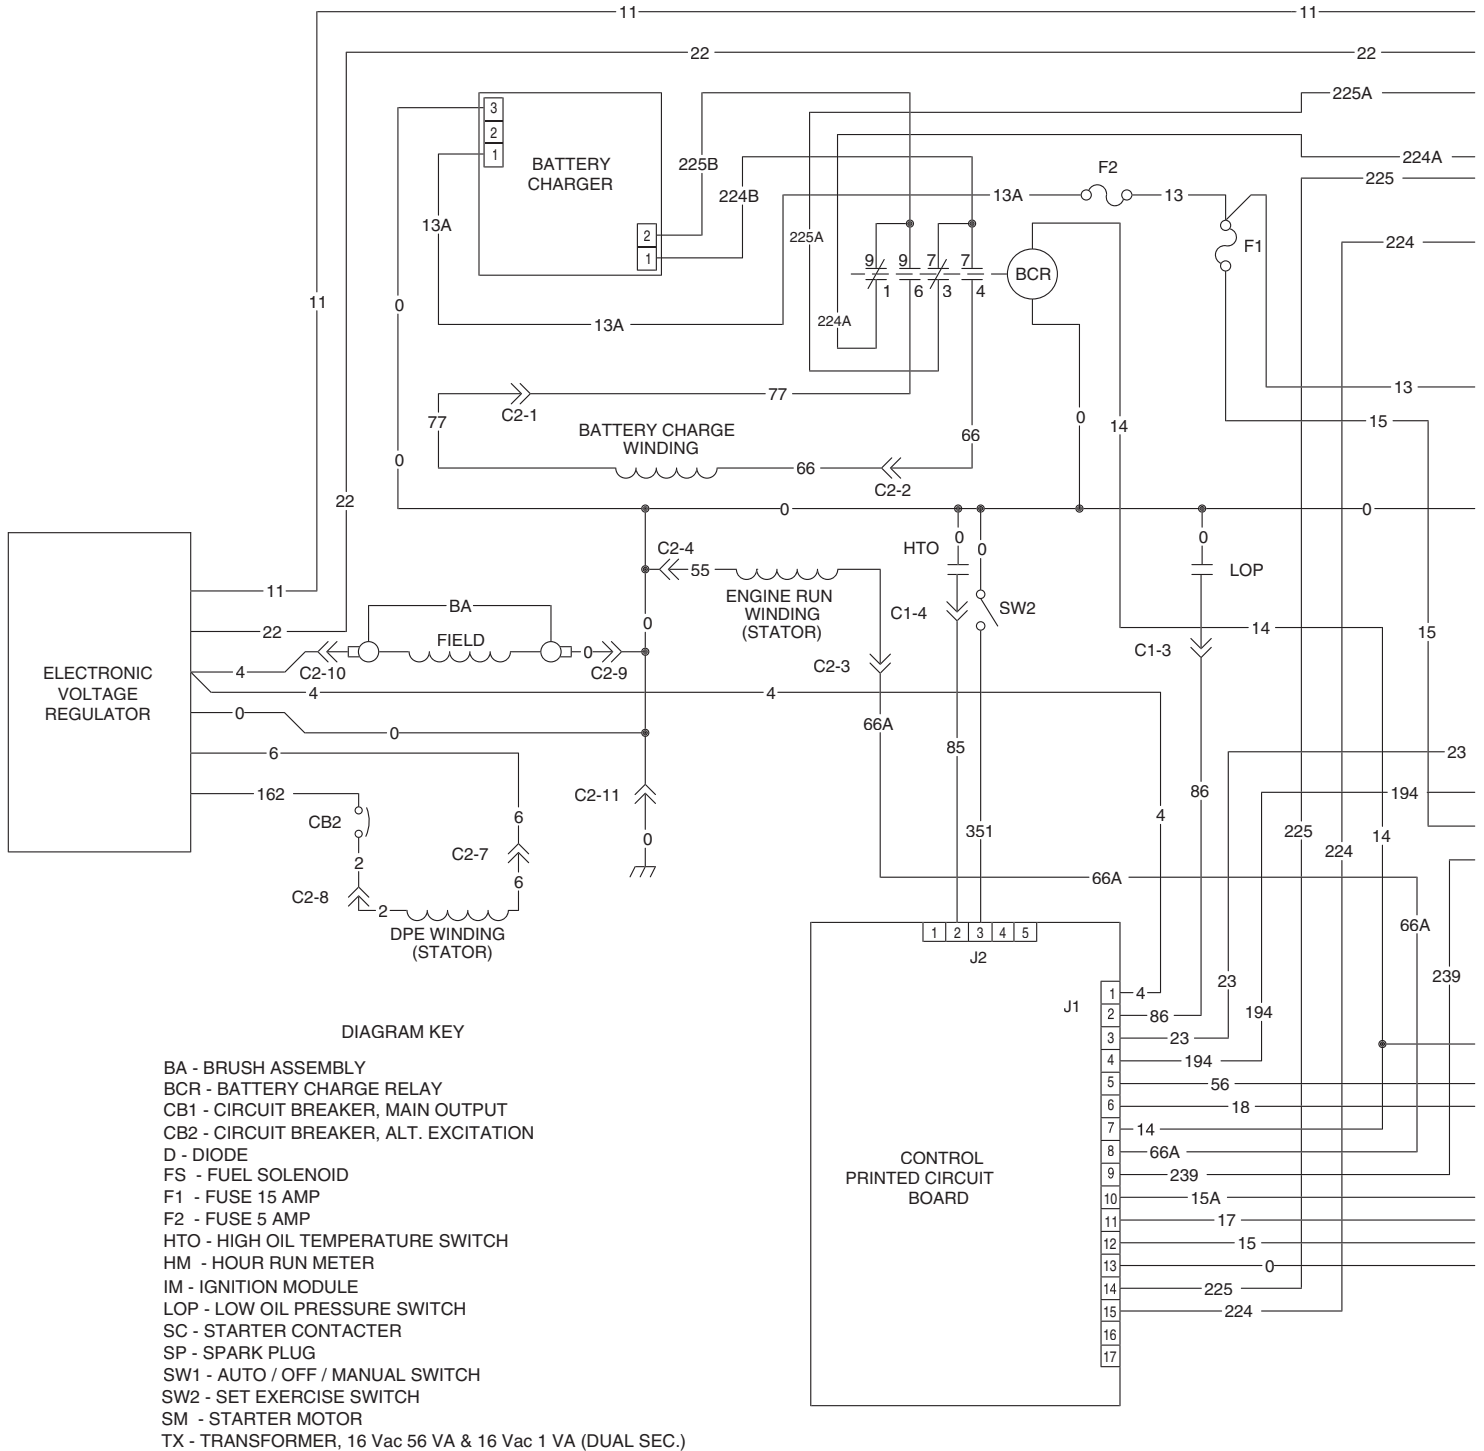 11 11
22 22
225A
3
2
1
BATTERY
CHARGER
225B
224B
F2
224A
225
13A
13A
13
225A
2
1
F1
224
9 9 7 7
BCR
1 6 3 4
11
0
13A
224A
77
C2-1
77
13
BATTERY CHARGE
WINDING
66
0
14
15
0
66
C2-2
22
0
0
C2-4
55
HTO
0
0
0
LOP
ENGINE RUN
WINDING
(STATOR)
C1-4
SW2
11
BA
22
FIELD
0
14
15
C2-10
0
C2-9
C2-3
C1-3
ELECTRONIC
VOLTAGE
REGULATOR
4
4
4
0
0
66A
85
6
23
162
C2-11
86
194
CB2
6
0
351
4
225
224
14
2
C2-7
C2-8
2
6
66A
DPE WINDING
(STATOR)
1 2 3 4 5
J2
66A
239
J1
23
194
1 4
2 86
3 23
4 194
5 56
6 18
7 14
8 66A
9 239
10 15A
11 17
12 15
13 0
14 225
15 224
16
17
CONTROL
PRINTED CIRCUIT
BOARD
DIAGRAM KEY
BA - BRUSH ASSEMBLY
BCR - BATTERY CHARGE RELAY
CB1 - CIRCUIT BREAKER, MAIN OUTPUT
CB2 - CIRCUIT BREAKER, ALT. EXCITATION
D - DIODE
FS - FUEL SOLENOID
F1 - FUSE 15 AMP
F2 - FUSE 5 AMP
HTO - HIGH OIL TEMPERATURE SWITCH
HM - HOUR RUN METER
IM - IGNITION MODULE
LOP - LOW OIL PRESSURE SWITCH
SC - STARTER CONTACTER
SP - SPARK PLUG
SW1 - AUTO / OFF / MANUAL SWITCH
SW2 - SET EXERCISE SWITCH
SM - STARTER MOTOR
TX - TRANSFORMER, 16 Vac 56 VA & 16 Vac 1 VA (DUAL SEC.)